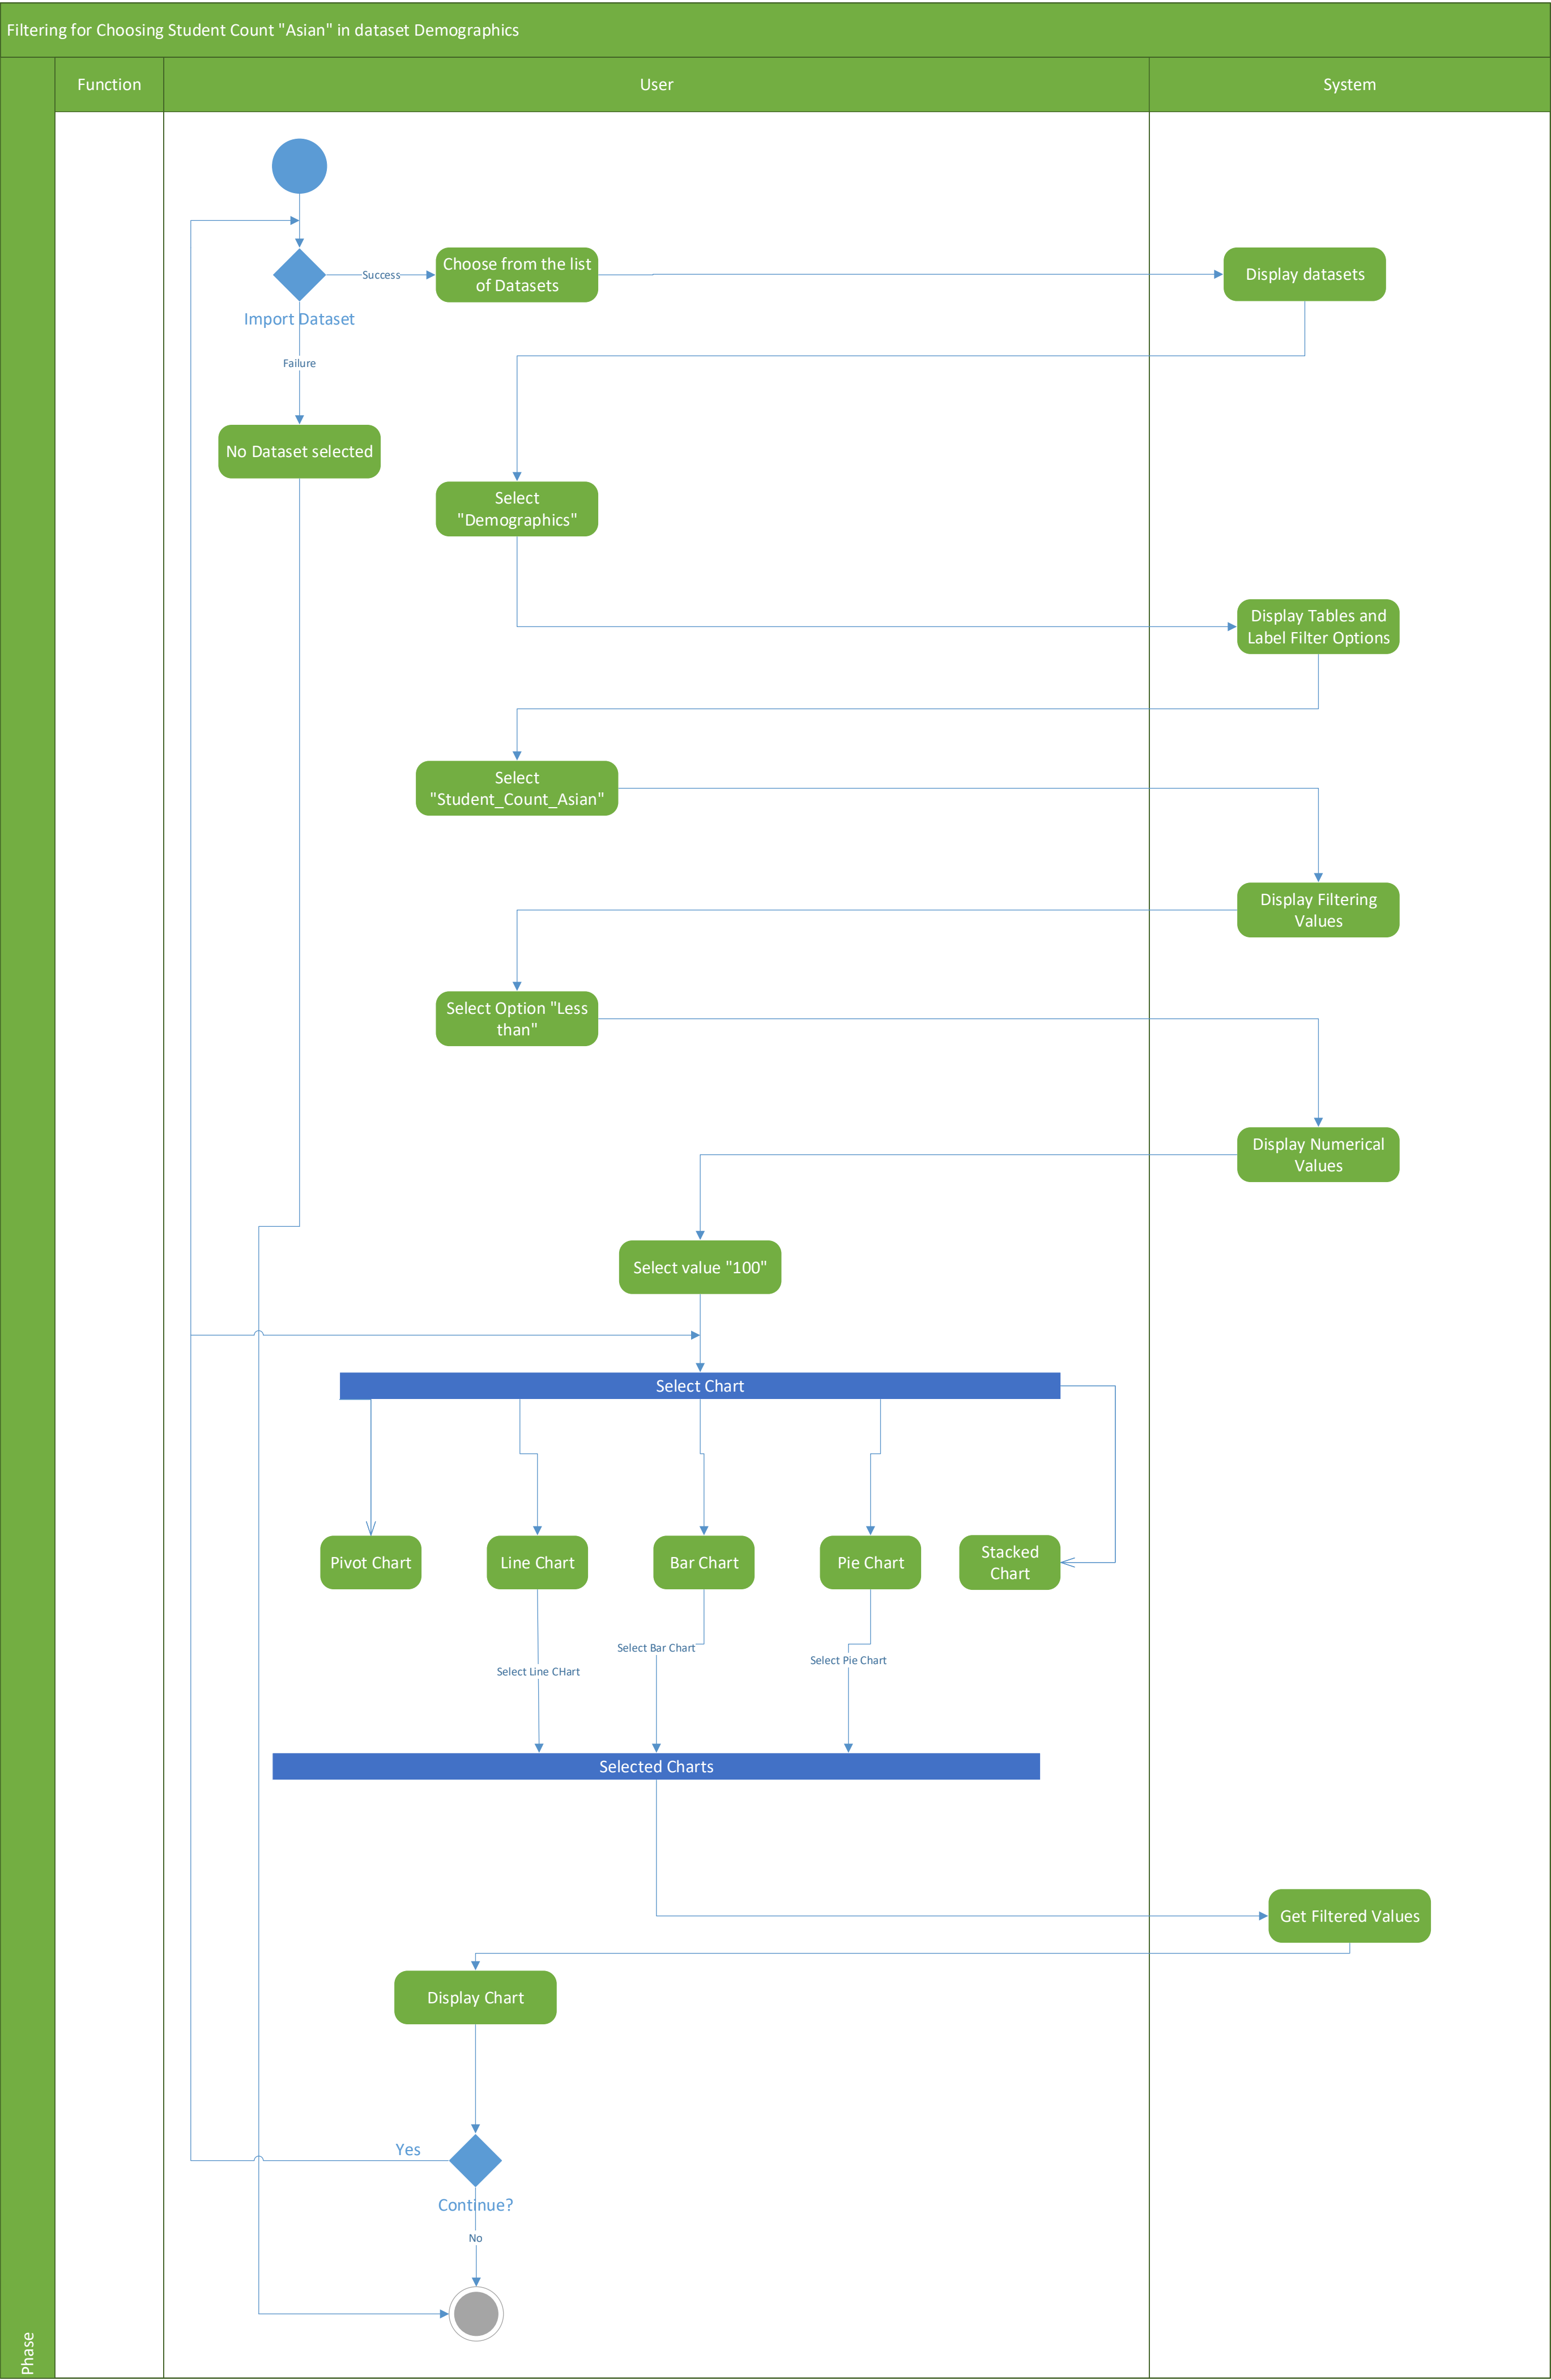 Filtering for Choosing Student Count "Asian" in dataset Demographics
Function
User
System
Success
Choose from the list
of Datasets
Display datasets
Import Dataset
Failure
No Dataset selected
Select
"Demographics"
Display Tables and
Label Filter Options
Select
"Student_Count_Asian"
Display Filtering
Values
Select Option "Less
than"
Display Numerical
Values
Select value "100"
Select Chart
Pivot Chart
Line Chart
Bar Chart
Pie Chart
Stacked
Chart
Select Line CHart
Select Bar Chart
Select Pie Chart
Selected Charts
Get Filtered Values
Display Chart
Yes
Continue?
No
Phase